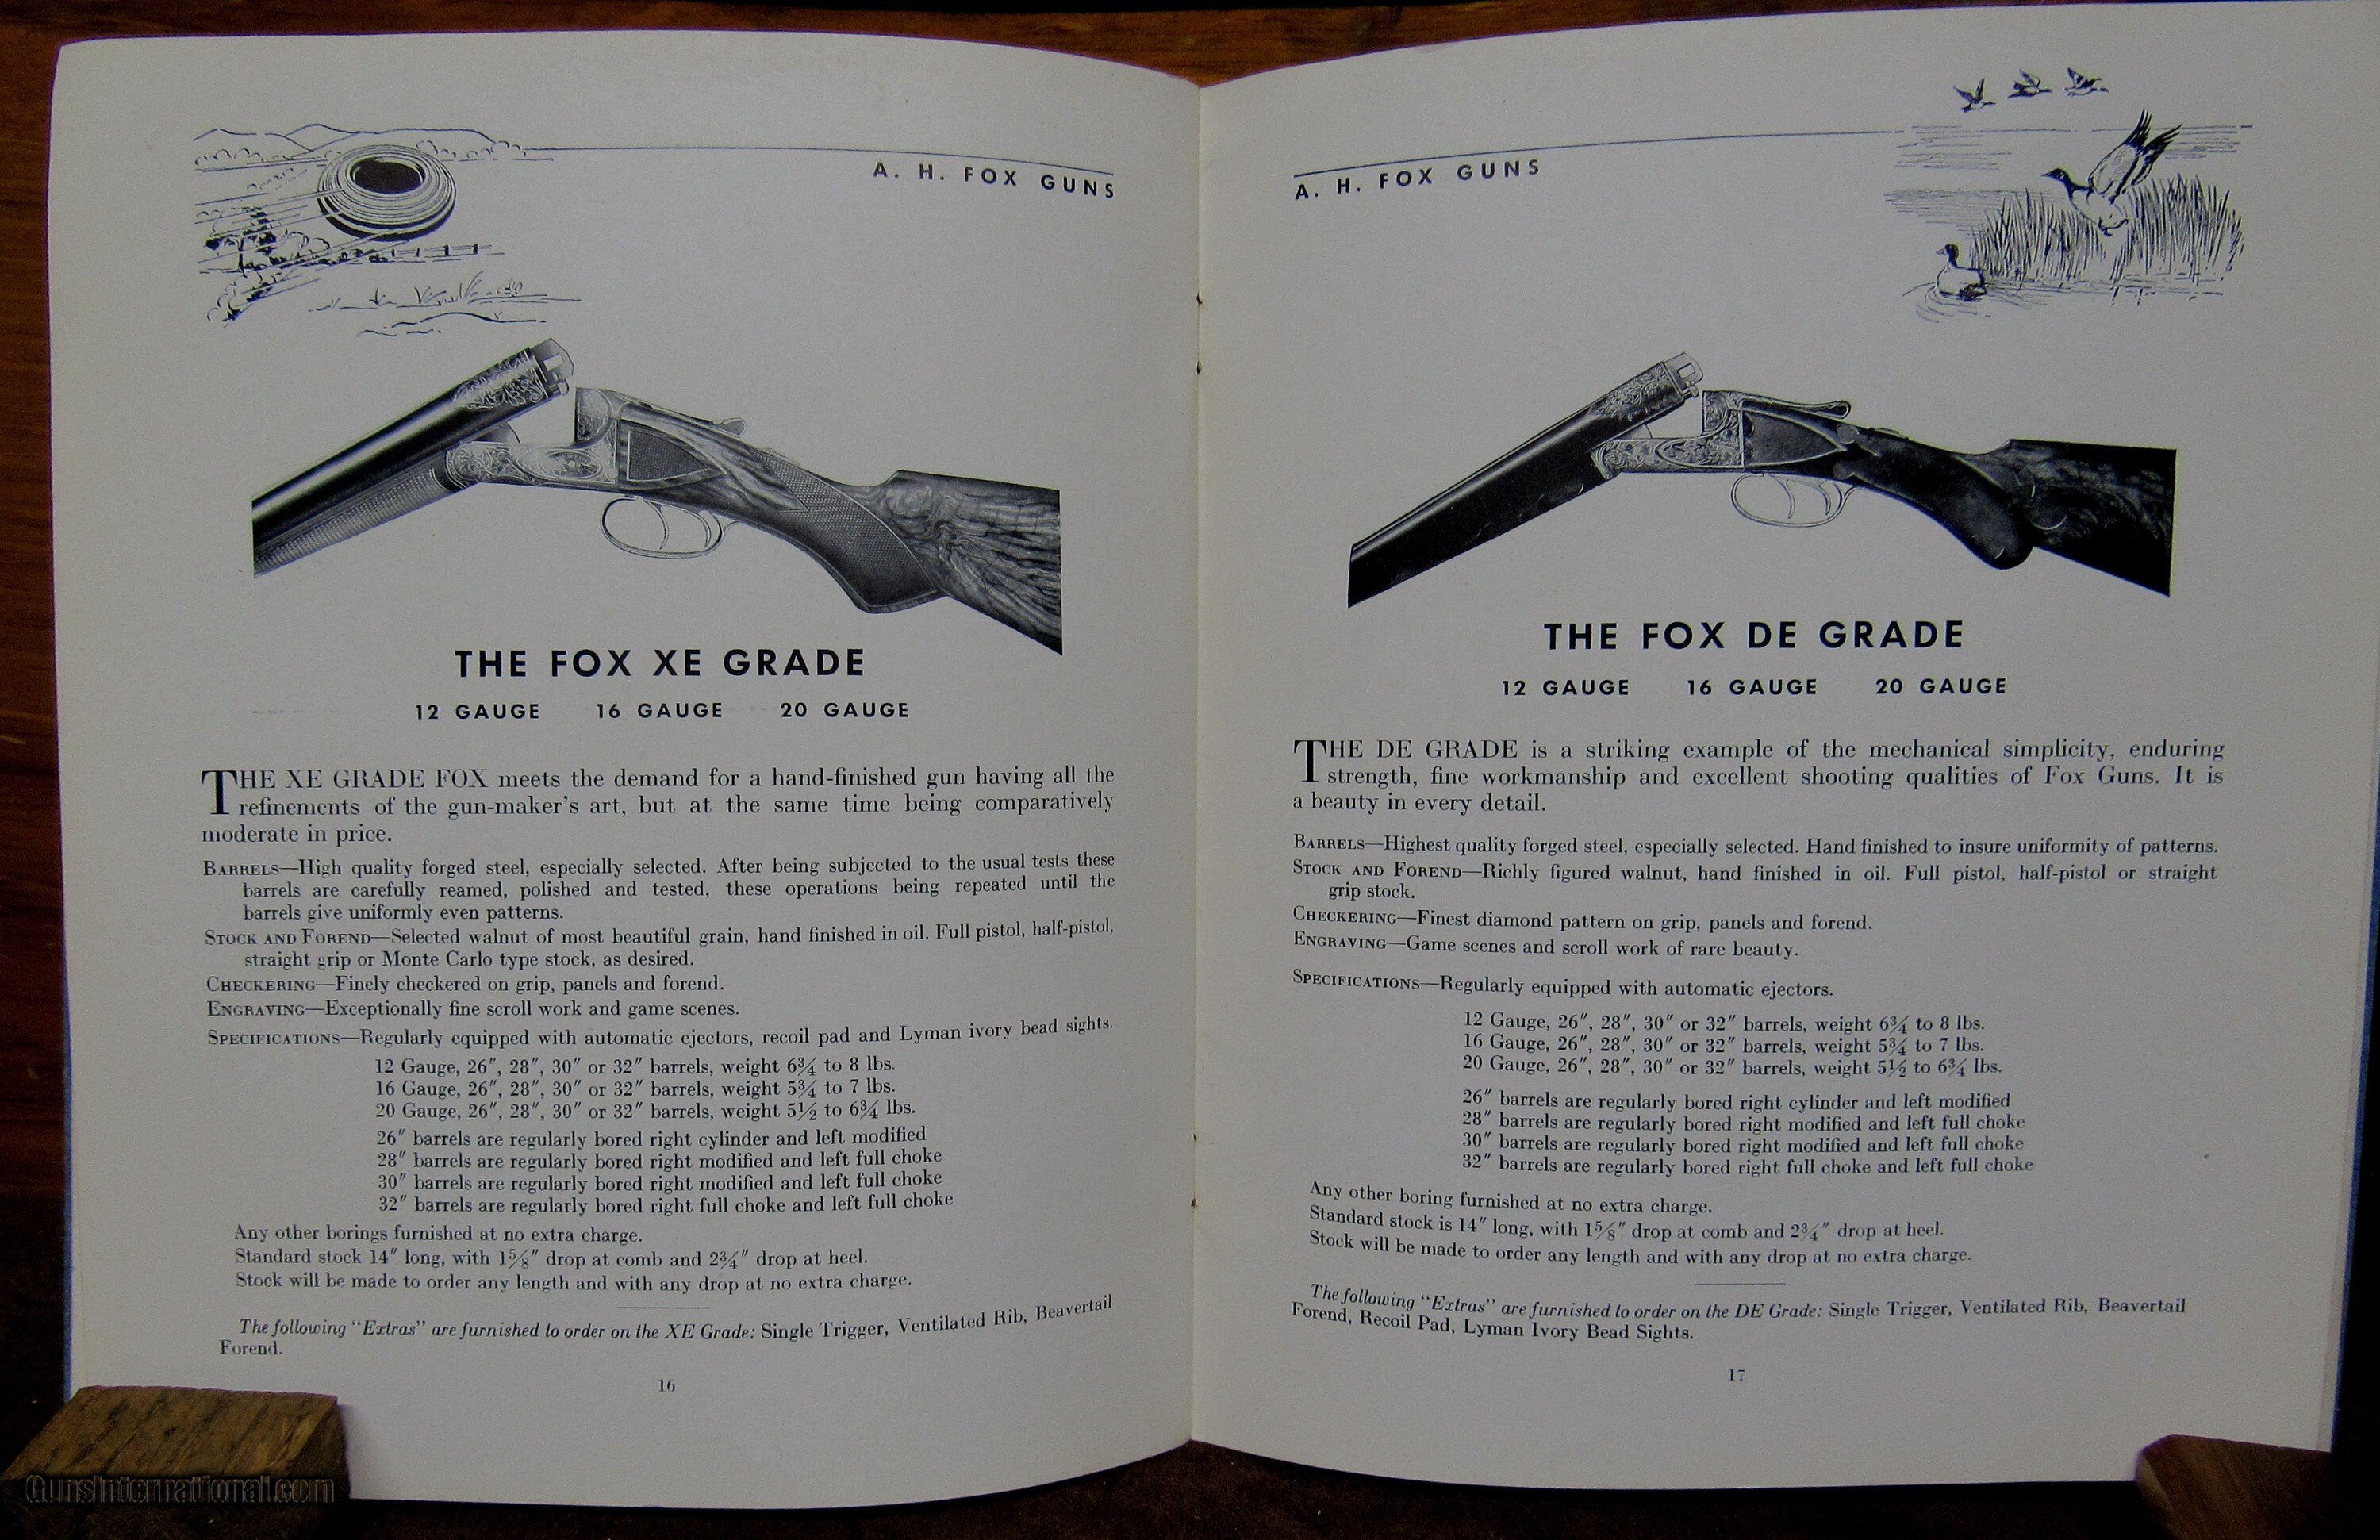 A. H. FOX GUNS
THE FOX XE GRADE
12 GAUGE 16 GAUGE 20 GAUGE
THE XE GRADE FOX meets the demand for a hand-finished gun having all the
refinements of the gun-maker's art, but at the same time being comparatively
moderate in price.
BARRELS—High quality forged steel, especially selected. After being subjected to the usual tests these
barrels are carefully reamed, polished and tested, these operations being repeated until the
barrels give uniformly even patterns.
STOCK AND FOREND—Selected walnut of most beautiful grain, hand finished in oil. Full pistol, half-pistol,
straight grip or Monte Carlo type stock, as desired.
CHECKERING—Finely checkered on grip, panels and forend.
ENGRAVING—Exceptionally fine scroll work and game scenes.
SPECIFICATIONS—Regularly equipped with automatic ejectors, recoil pad and Lyman ivory bead sights.
12 Gauge, 26″, 28″, 30″ or 32″ barrels, weight 6¾ to 8 lbs.
16 Gauge, 26″, 28″, 30″ or 32″ barrels, weight 5¾ to 7 lbs.
20 Gauge, 26″, 28″, 30″ or 32″ barrels, weight 5½ to 6¾ lbs.
26″ barrels are regularly bored right cylinder and left modified
28″ barrels are regularly bored right modified and left full choke
30″ barrels are regularly bored right modified and left full choke
32″ barrels are regularly bored right full choke and left full choke
Any other borings furnished at no extra charge.
Standard stock 14″ long, with 1⅝″ drop at comb and 2¾″ drop at heel.
Stock will be made to order any length and with any drop at no extra charge.
The following "Extras" are furnished to order on the XE Grade: Single Trigger, Ventilated Rib, Beavertail
Forend.
16
A. H. FOX GUNS
THE FOX DE GRADE
12 GAUGE 16 GAUGE 20 GAUGE
THE DE GRADE is a striking example of the mechanical simplicity, enduring
strength, fine workmanship and excellent shooting qualities of Fox Guns. It is
a beauty in every detail.
BARRELS—Highest quality forged steel, especially selected. Hand finished to insure uniformity of patterns.
STOCK AND FOREND—Richly figured walnut, hand finished in oil. Full pistol, half-pistol or straight
grip stock.
CHECKERING—Finest diamond pattern on grip, panels and forend.
ENGRAVING—Game scenes and scroll work of rare beauty.
SPECIFICATIONS—Regularly equipped with automatic ejectors.
12 Gauge, 26″, 28″, 30″ or 32″ barrels, weight 6¾ to 8 lbs.
16 Gauge, 26″, 28″, 30″ or 32″ barrels, weight 5¾ to 7 lbs.
20 Gauge, 26″, 28″, 30″ or 32″ barrels, weight 5½ to 6¾ lbs.
26″ barrels are regularly bored right cylinder and left modified
28″ barrels are regularly bored right modified and left full choke
30″ barrels are regularly bored right modified and left full choke
32″ barrels are regularly bored right full choke and left full choke
Any other boring furnished at no extra charge.
Standard stock is 14″ long, with 1⅝″ drop at comb and 2¾″ drop at heel.
Stock will be made to order any length and with any drop at no extra charge.
The following "Extras" are furnished to order on the DE Grade: Single Trigger, Ventilated Rib, Beavertail
Forend, Recoil Pad, Lyman Ivory Bead Sights.
17
GunsInternational.com